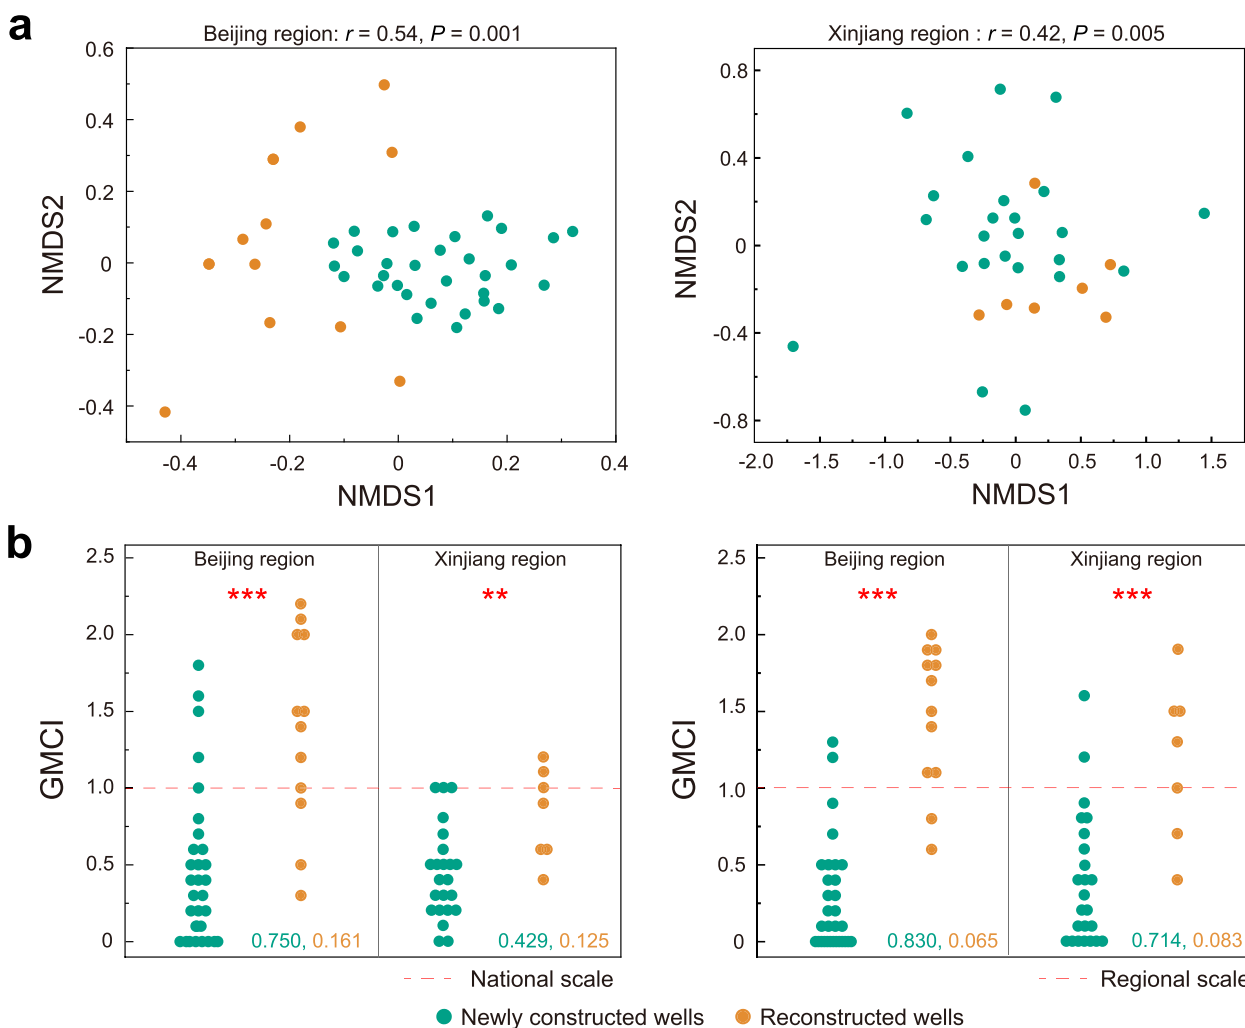 a
Beijing region: r = 0.54, P = 0.001
0.6
0.4
0.2
0
-0.2
-0.4
NMDS2
-0.4 -0.2 0 0.2 0.4
NMDS1
Xinjiang region : r = 0.42, P = 0.005
0.8
0.4
0
-0.4
-0.8
NMDS2
-2.0 -1.5 -1.0 -0.5 0 0.5 1.0 1.5
NMDS1
b
2.5
2.0
1.5
1.0
0.5
0
GMCI
Beijing region Xinjiang region
*** **
0.750, 0.161 0.429, 0.125
National scale
2.5
2.0
1.5
1.0
0.5
0
GMCI
Beijing region Xinjiang region
*** ***
0.830, 0.065 0.714, 0.083
Regional scale
Newly constructed wells Reconstructed wells